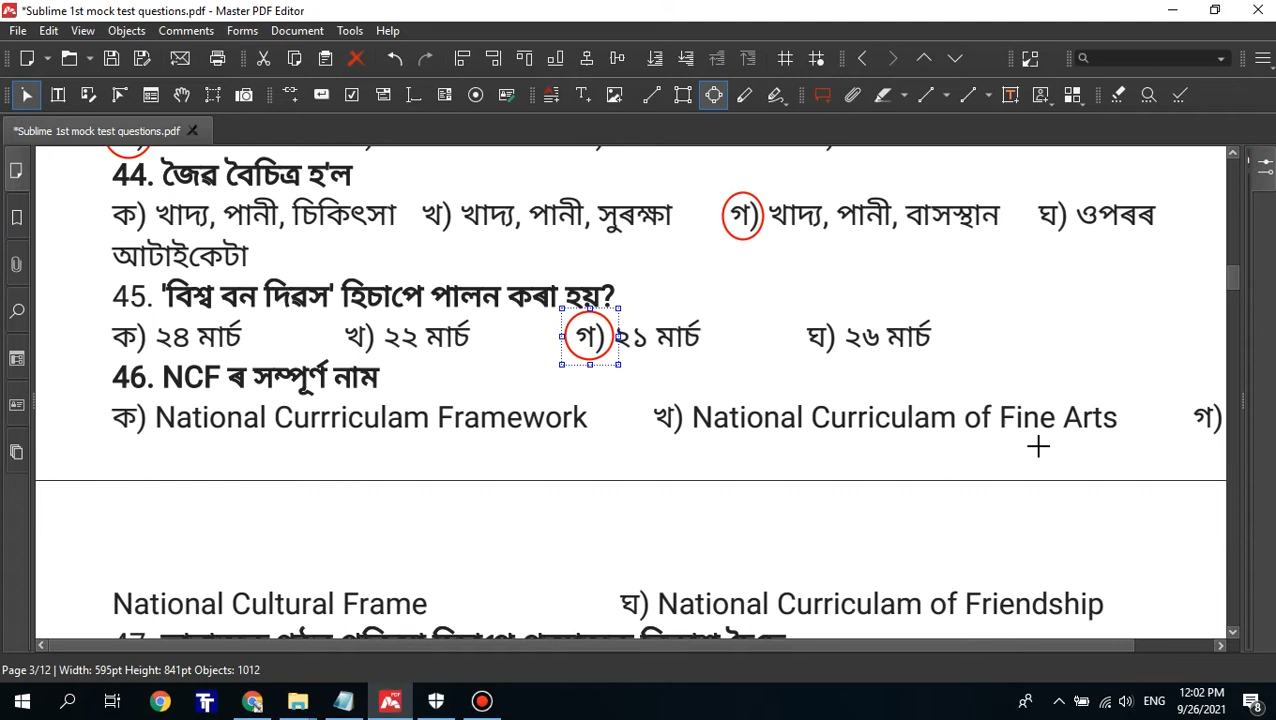 *Sublime 1st mock test questions.pdf - Master PDF Editor
File Edit View Objects Comments Forms Document Tools Help
*Sublime 1st mock test questions.pdf
44. জৈৱ বৈচিত্ৰ হ'ল
ক) খাদ্য, পানী, চিকিৎসা খ) খাদ্য, পানী, সুৰক্ষা গ) খাদ্য, পানী, বাসস্থান ঘ) ওপৰৰ
আটাইকেটা
45. 'বিশ্ব বন দিৱস' হিচাপে পালন কৰা হয়?
ক) ২৪ মাৰ্চ খ) ২২ মাৰ্চ গ) ২১ মাৰ্চ ঘ) ২৬ মাৰ্চ
46. NCF ৰ সম্পূৰ্ণ নাম
ক) National Currriculam Framework খ) National Curriculam of Fine Arts গ)
National Cultural Frame ঘ) National Curriculam of Friendship
Page 3/12 | Width: 595pt Height: 841pt Objects: 1012
ENG
12:02 PM
9/26/2021
8